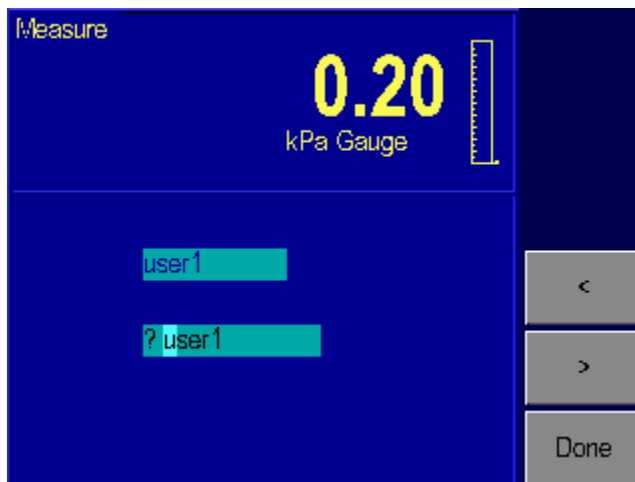 Measure
0.20
kPa Gauge
user1
? user1
<
>
Done